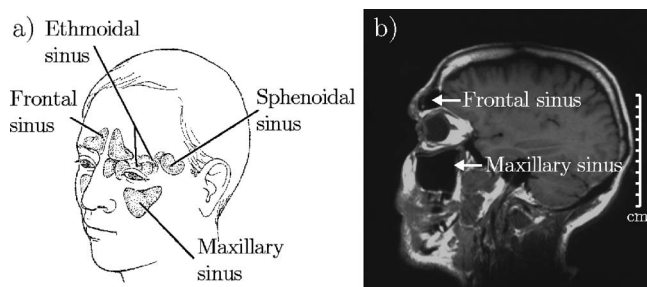 a)
Ethmoidal
sinus
Frontal
sinus
Sphenoidal
sinus
Maxillary
sinus
b)
Frontal sinus
Maxillary sinus
cm